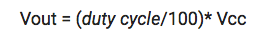 Vout = (duty cycle/100)* Vcc